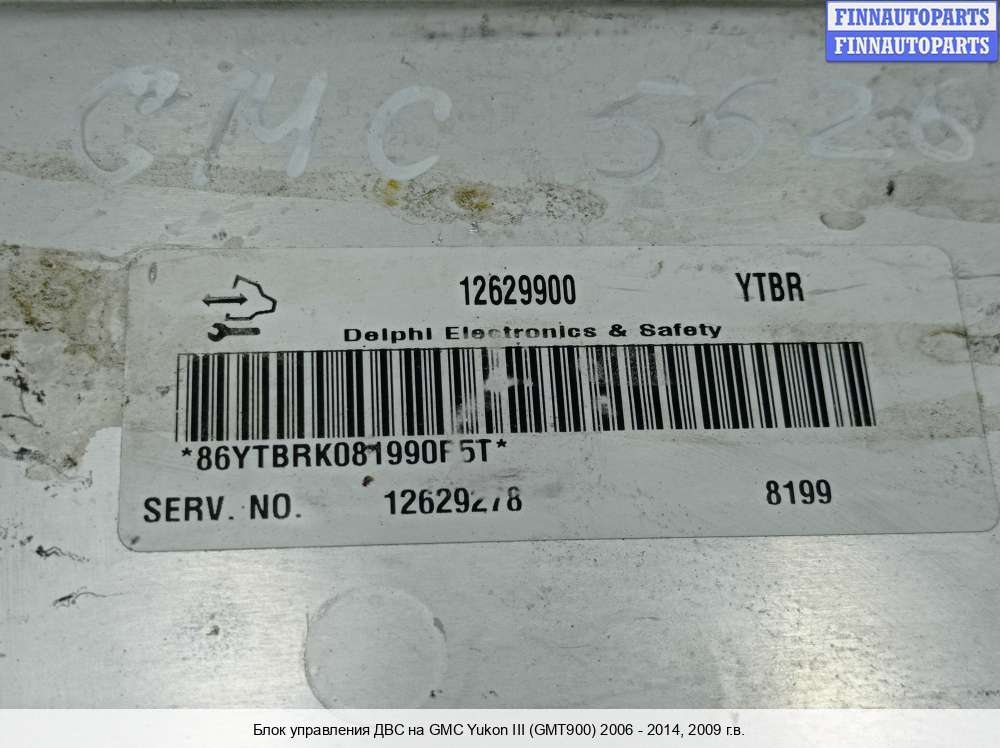 FINNAUTOPARTS
FINNAUTOPARTS
GMC 5626
12629900 YTBR
Delphi Electronics & Safety
*86YTBRK081990F5T*
SERV. NO. 12629278 8199
Блок управления ДВС на GMC Yukon III (GMT900) 2006 - 2014, 2009 г.в.